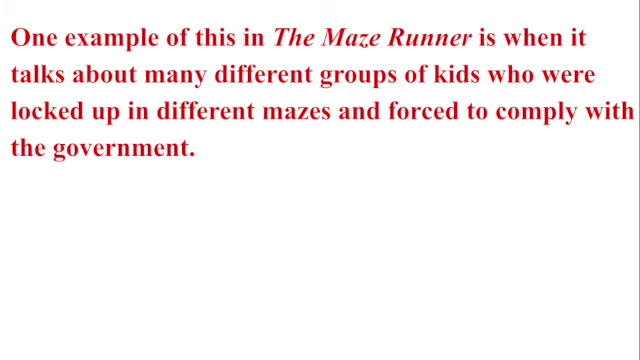 One example of this in The Maze Runner is when it
talks about many different groups of kids who were
locked up in different mazes and forced to comply with
the government.